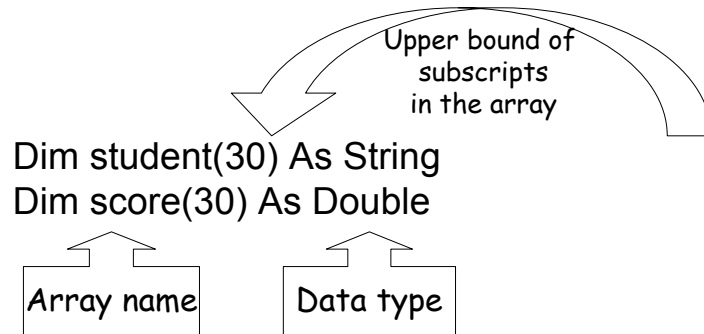 Upper bound of
subscripts
in the array
Dim student(30) As String
Dim score(30) As Double
Array name
Data type